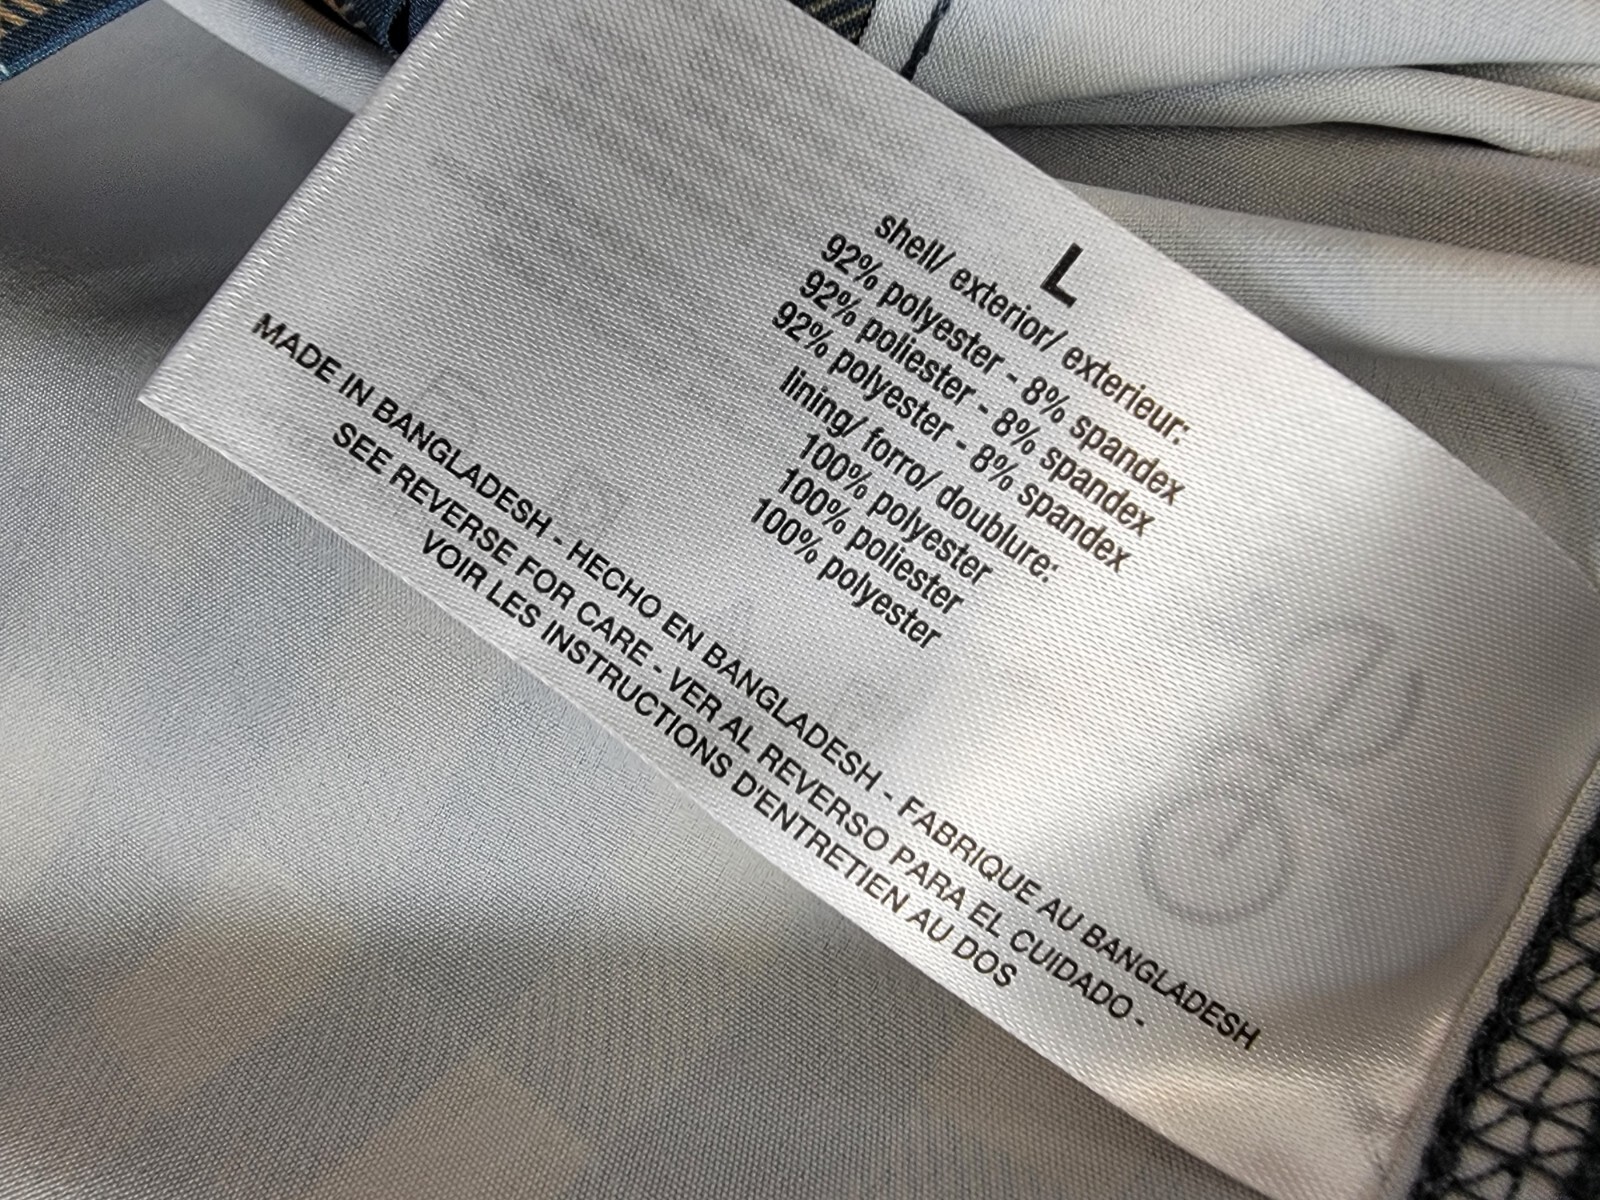 L
shell/ exterior/ exterieur:
92% polyester - 8% spandex
92% poliester - 8% spandex
92% polyester - 8% spandex
lining/ forro/ doublure:
100% polyester
100% poliester
100% polyester
MADE IN BANGLADESH - HECHO EN BANGLADESH - FABRIQUE AU BANGLADESH
SEE REVERSE FOR CARE - VER AL REVERSO PARA EL CUIDADO -
VOIR LES INSTRUCTIONS D'ENTRETIEN AU DOS